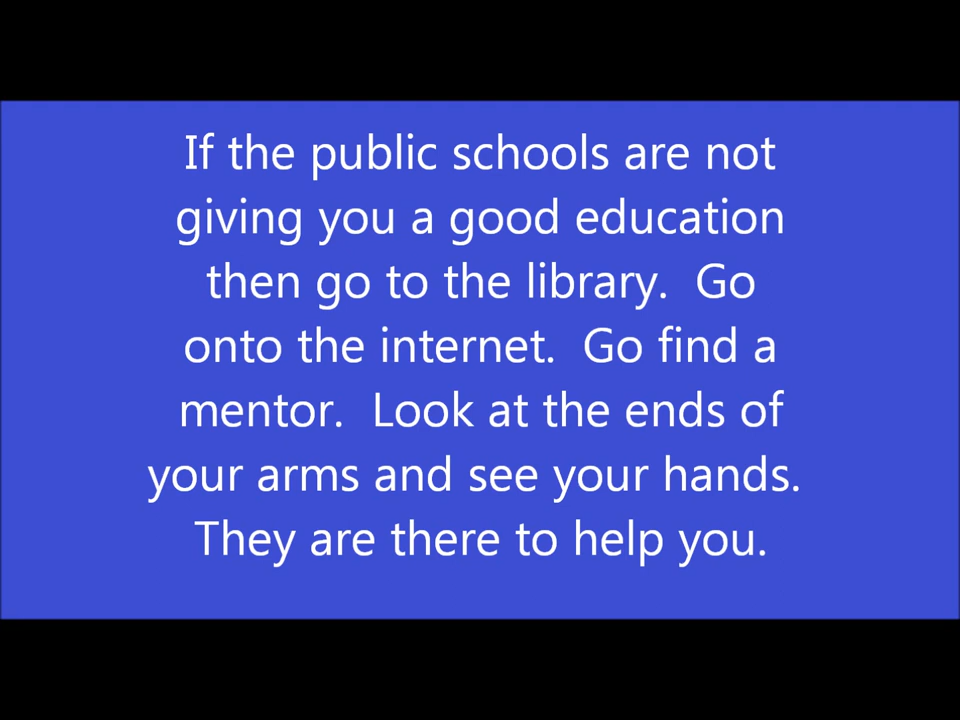 If the public schools are not
giving you a good education
then go to the library.  Go
onto the internet.  Go find a
mentor.  Look at the ends of
your arms and see your hands.
They are there to help you.